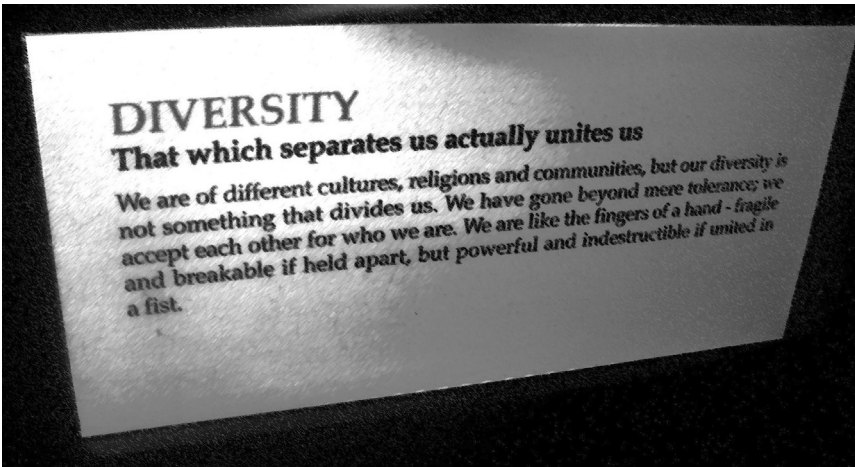 DIVERSITY
That which separates us actually unites us
We are of different cultures, religions and communities, but our diversity is
not something that divides us. We have gone beyond mere tolerance; we
accept each other for who we are. We are like the fingers of a hand - fragile
and breakable if held apart, but powerful and indestructible if united in
a fist.